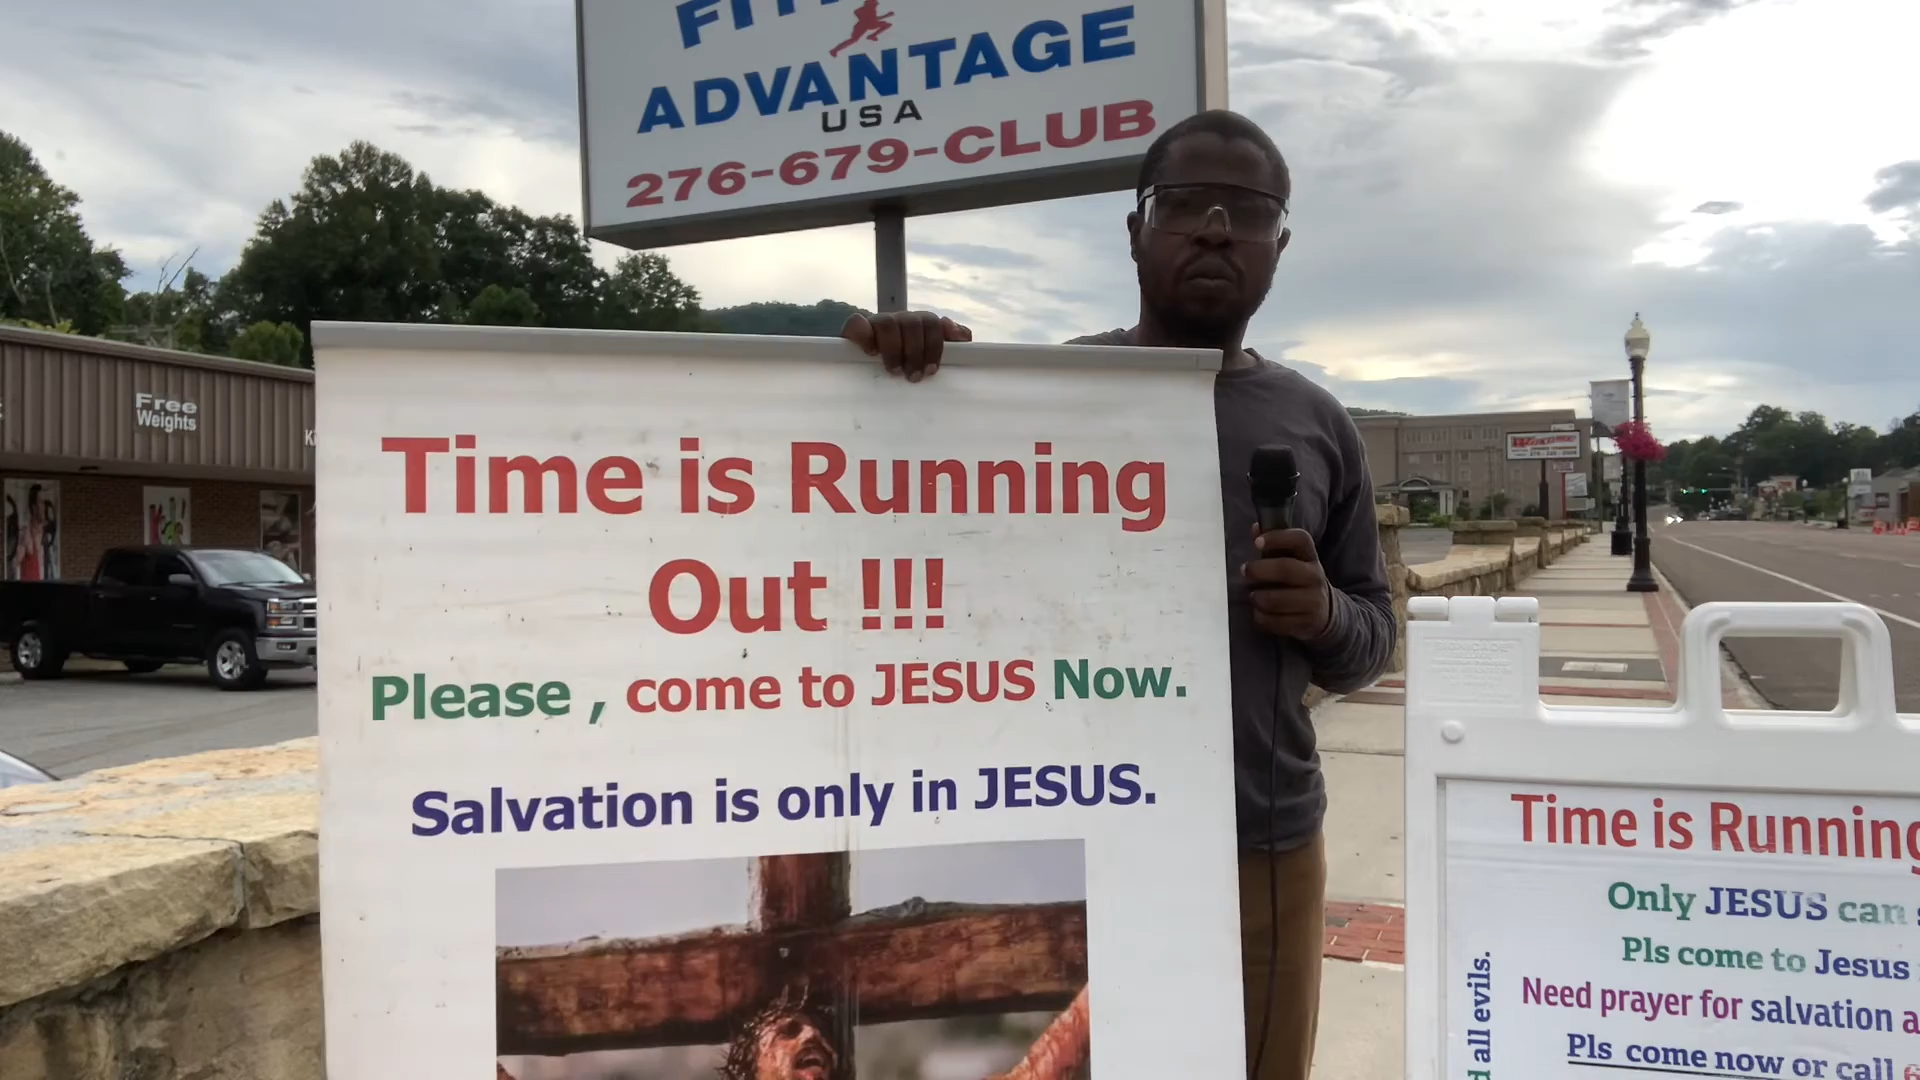 ADVANTAGE
USA
276-679-CLUB
Free
Weights
Time is Running
Out !!!
Please , come to JESUS Now.
Salvation is only in JESUS.
Welcome
Time is Running
Only JESUS can
Pls come to Jesus
Need prayer for salvation
Pls come now or call
all evils.